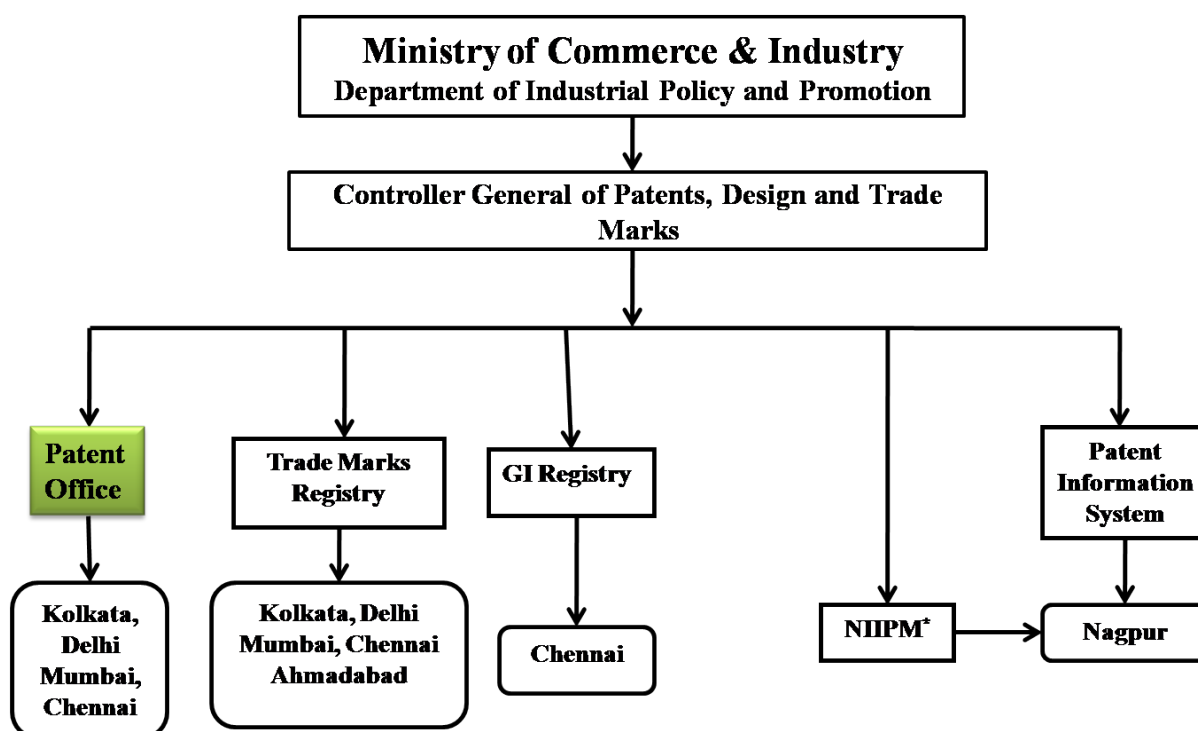 Ministry of Commerce & Industry
Department of Industrial Policy and Promotion
Controller General of Patents, Design and Trade
Marks
Patent
Office
Trade Marks
Registry
GI Registry
Patent
Information
System
Kolkata,
Delhi
Mumbai,
Chennai
Kolkata, Delhi
Mumbai, Chennai
Ahmadabad
Chennai
NIIPM*
Nagpur